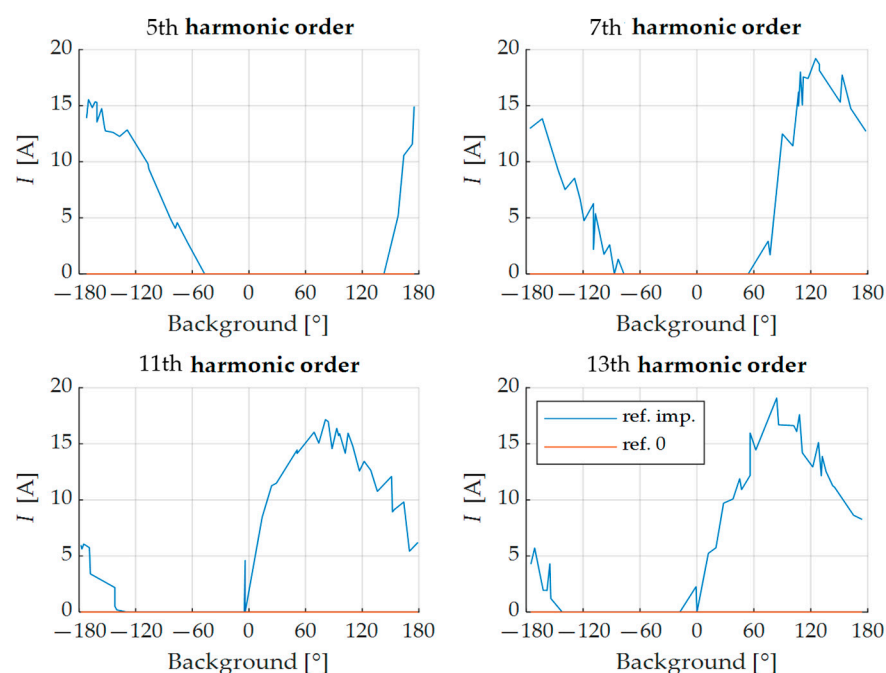 5th harmonic order
20
15
10
5
0
I [A]
−180 −120 −60 0 60 120 180
Background [°]
7th harmonic order
20
15
10
5
0
I [A]
−180 −120 −60 0 60 120 180
Background [°]
11th harmonic order
20
15
10
5
0
I [A]
−180 −120 −60 0 60 120 180
Background [°]
13th harmonic order
20
15
10
5
0
I [A]
ref. imp.
ref. 0
−180 −120 −60 0 60 120 180
Background [°]